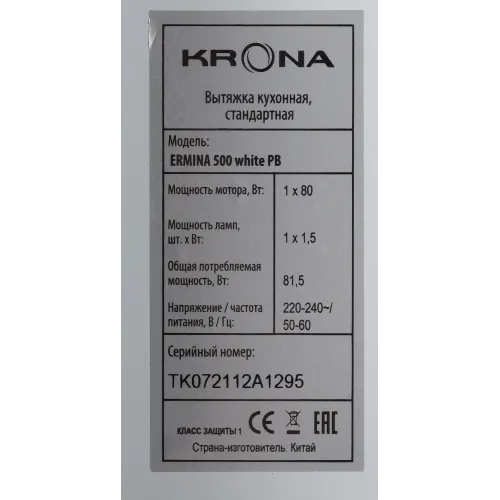 KRONA
Вытяжка кухонная,
стандартная
Модель:
ERMINA 500 white PB
Мощность мотора, Вт: 1 x 80
Мощность ламп,
шт. x Вт: 1 x 1,5
Общая потребляемая
мощность, Вт: 81,5
Напряжение / частота 220-240~/
питания, В / Гц: 50-60
Серийный номер:
TK072112A1295
КЛАСС ЗАЩИТЫ 1 CE EAC
Страна-изготовитель. Китай